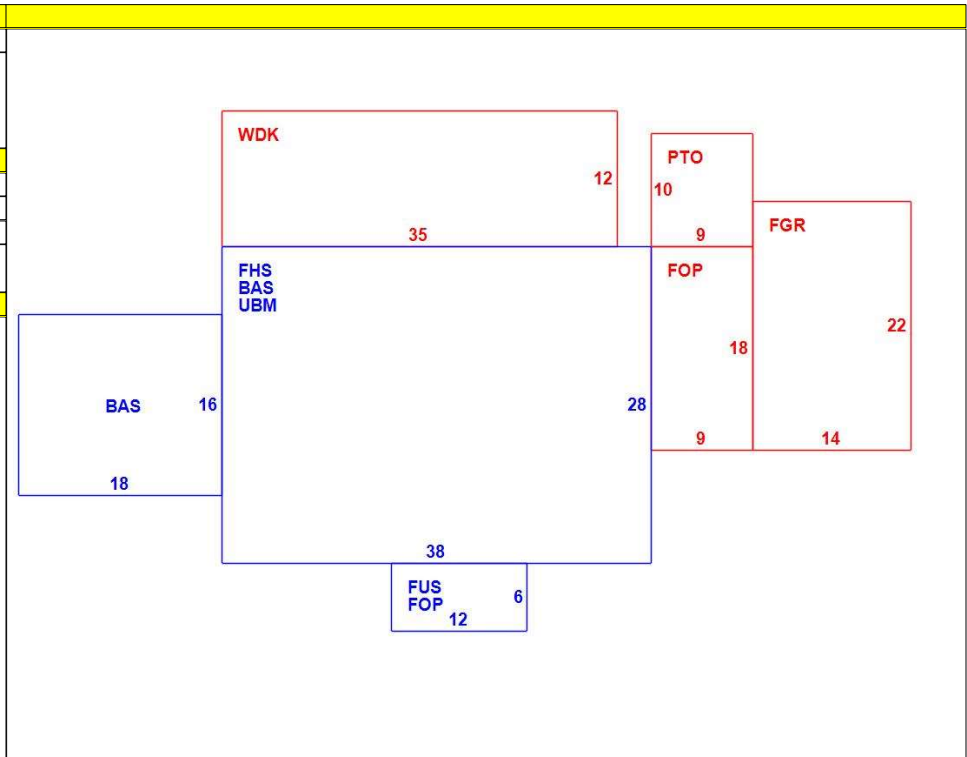 WDK
12
35
PTO
10
9
FGR
22
14
FHS
BAS
UBM
28
38
FOP
18
9
BAS
16
18
FUS
FOP
6
12